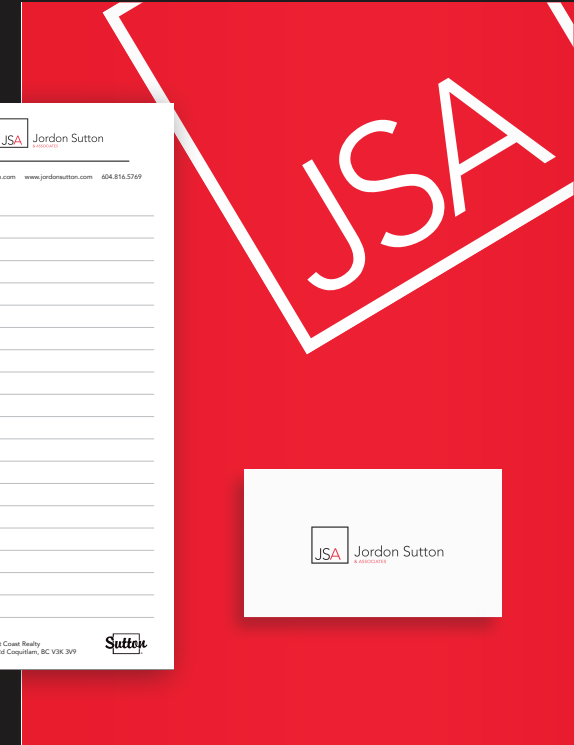 JSA
JSA Jordon Sutton
& ASSOCIATES
.com www.jordonsutton.com 604.816.5769
JSA Jordon Sutton
& ASSOCIATES
t Coast Realty
d Coquitlam, BC V3K 3V9
Sutton